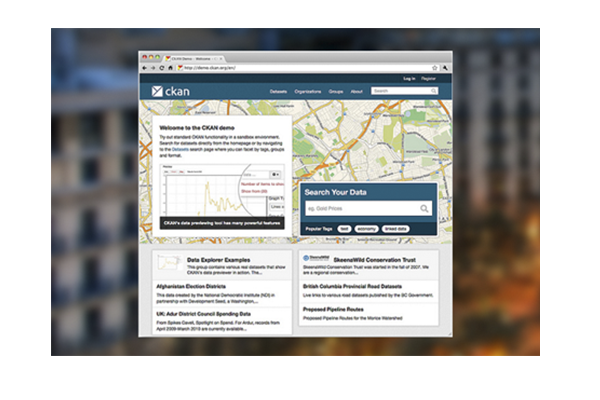 CKAN Demo - Welcome
http://demo.ckan.org/en/
Log in Register
ckan
Datasets Organizations Groups About Search
Welcome to the CKAN demo
Try out standard CKAN functionality in a sandbox environment.
Search for datasets directly from the homepage or by navigating
to the Datasets search page where you can facet by tags, groups
and format.
Number of items to show
Graph
Lines
CKAN's data previewing tool has many powerful features
Search Your Data
eg. Gold Prices
Popular Tags text economy linked data
Data Explorer Examples
This group contains various real datasets that show
CKAN's data previewer in action. The...
Afghanistan Election Districts
This data created by the National Democratic Institute (NDI) in
partnership with Development Seed, a Washington,...
UK: Adur District Council Spending Data
From Spikes Cavell, Spotlight on Spend. For Ardur, records from
April 2009-March 2010 are currently available...
SkeenaWild Conservation Trust
SkeenaWild Conservation Trust was started in the fall of 2007. We
are a regional conservation...
British Columbia Provincial Road Datasets
Live links to various road datasets published by the BC Government.
Proposed Pipeline Routes
Proposed Pipeline Routes for the Morice Watershed